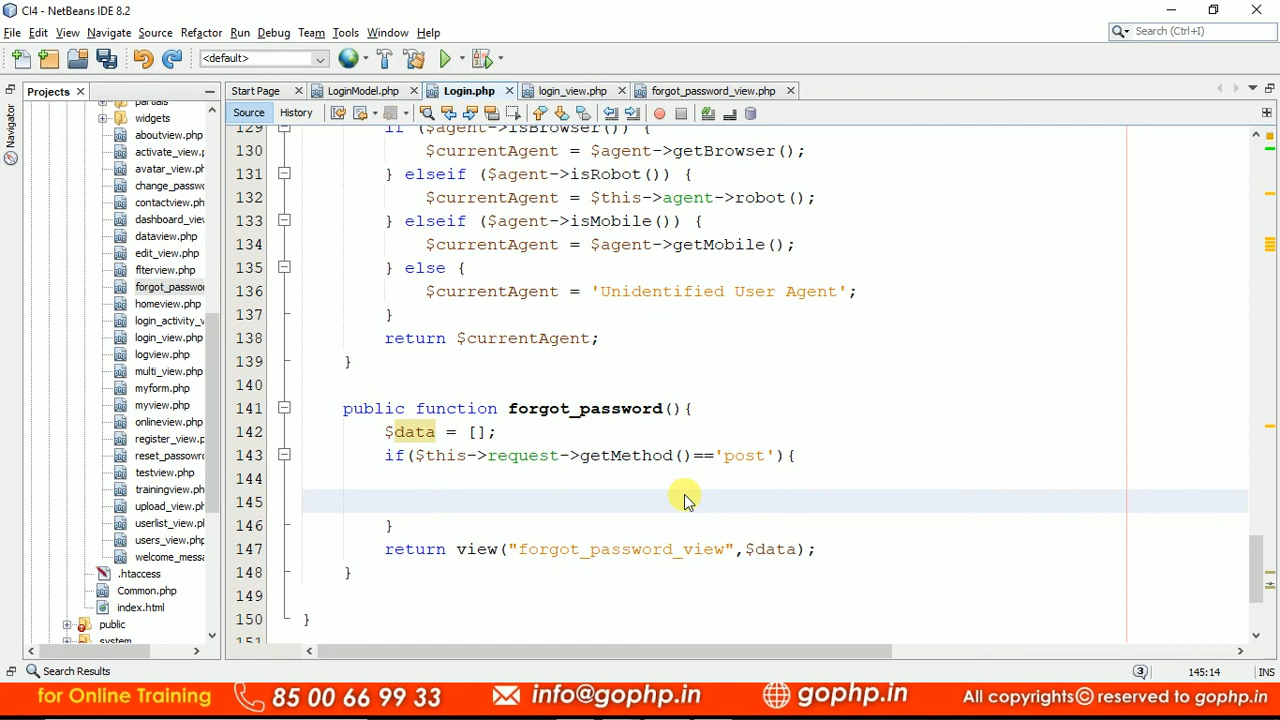 CI4 - NetBeans IDE 8.2
File Edit View Navigate Source Refactor Run Debug Team Tools Window Help
Search (Ctrl+I)
<default>
Projects
Start Page LoginModel.php Login.php login_view.php forgot_password_view.php
Navigator
Source History
partials
widgets
aboutview.php
activate_view.p
avatar_view.ph
change_passwo
contactview.php
dashboard_view
dataview.php
edit_view.php
flterview.php
forgot_passwor
homeview.php
login_activity_v
login_view.php
logview.php
multi_view.php
myform.php
myview.php
onlineview.php
register_view.p
reset_password
testview.php
trainingview.php
upload_view.ph
userlist_view.ph
users_view.php
welcome_messa
.htaccess
Common.php
index.html
public
system
129 if ($agent->isBrowser()) {
130 $currentAgent = $agent->getBrowser();
131 } elseif ($agent->isRobot()) {
132 $currentAgent = $this->agent->robot();
133 } elseif ($agent->isMobile()) {
134 $currentAgent = $agent->getMobile();
135 } else {
136 $currentAgent = 'Unidentified User Agent';
137 }
138 return $currentAgent;
139 }
140
141 public function forgot_password(){
142 $data = [];
143 if($this->request->getMethod()=='post'){
144
145
146 }
147 return view("forgot_password_view",$data);
148 }
149
150 }
151
Search Results
3
145:14
INS
for Online Training 85 00 66 99 33 info@gophp.in gophp.in All copyrights© reserved to gophp.in